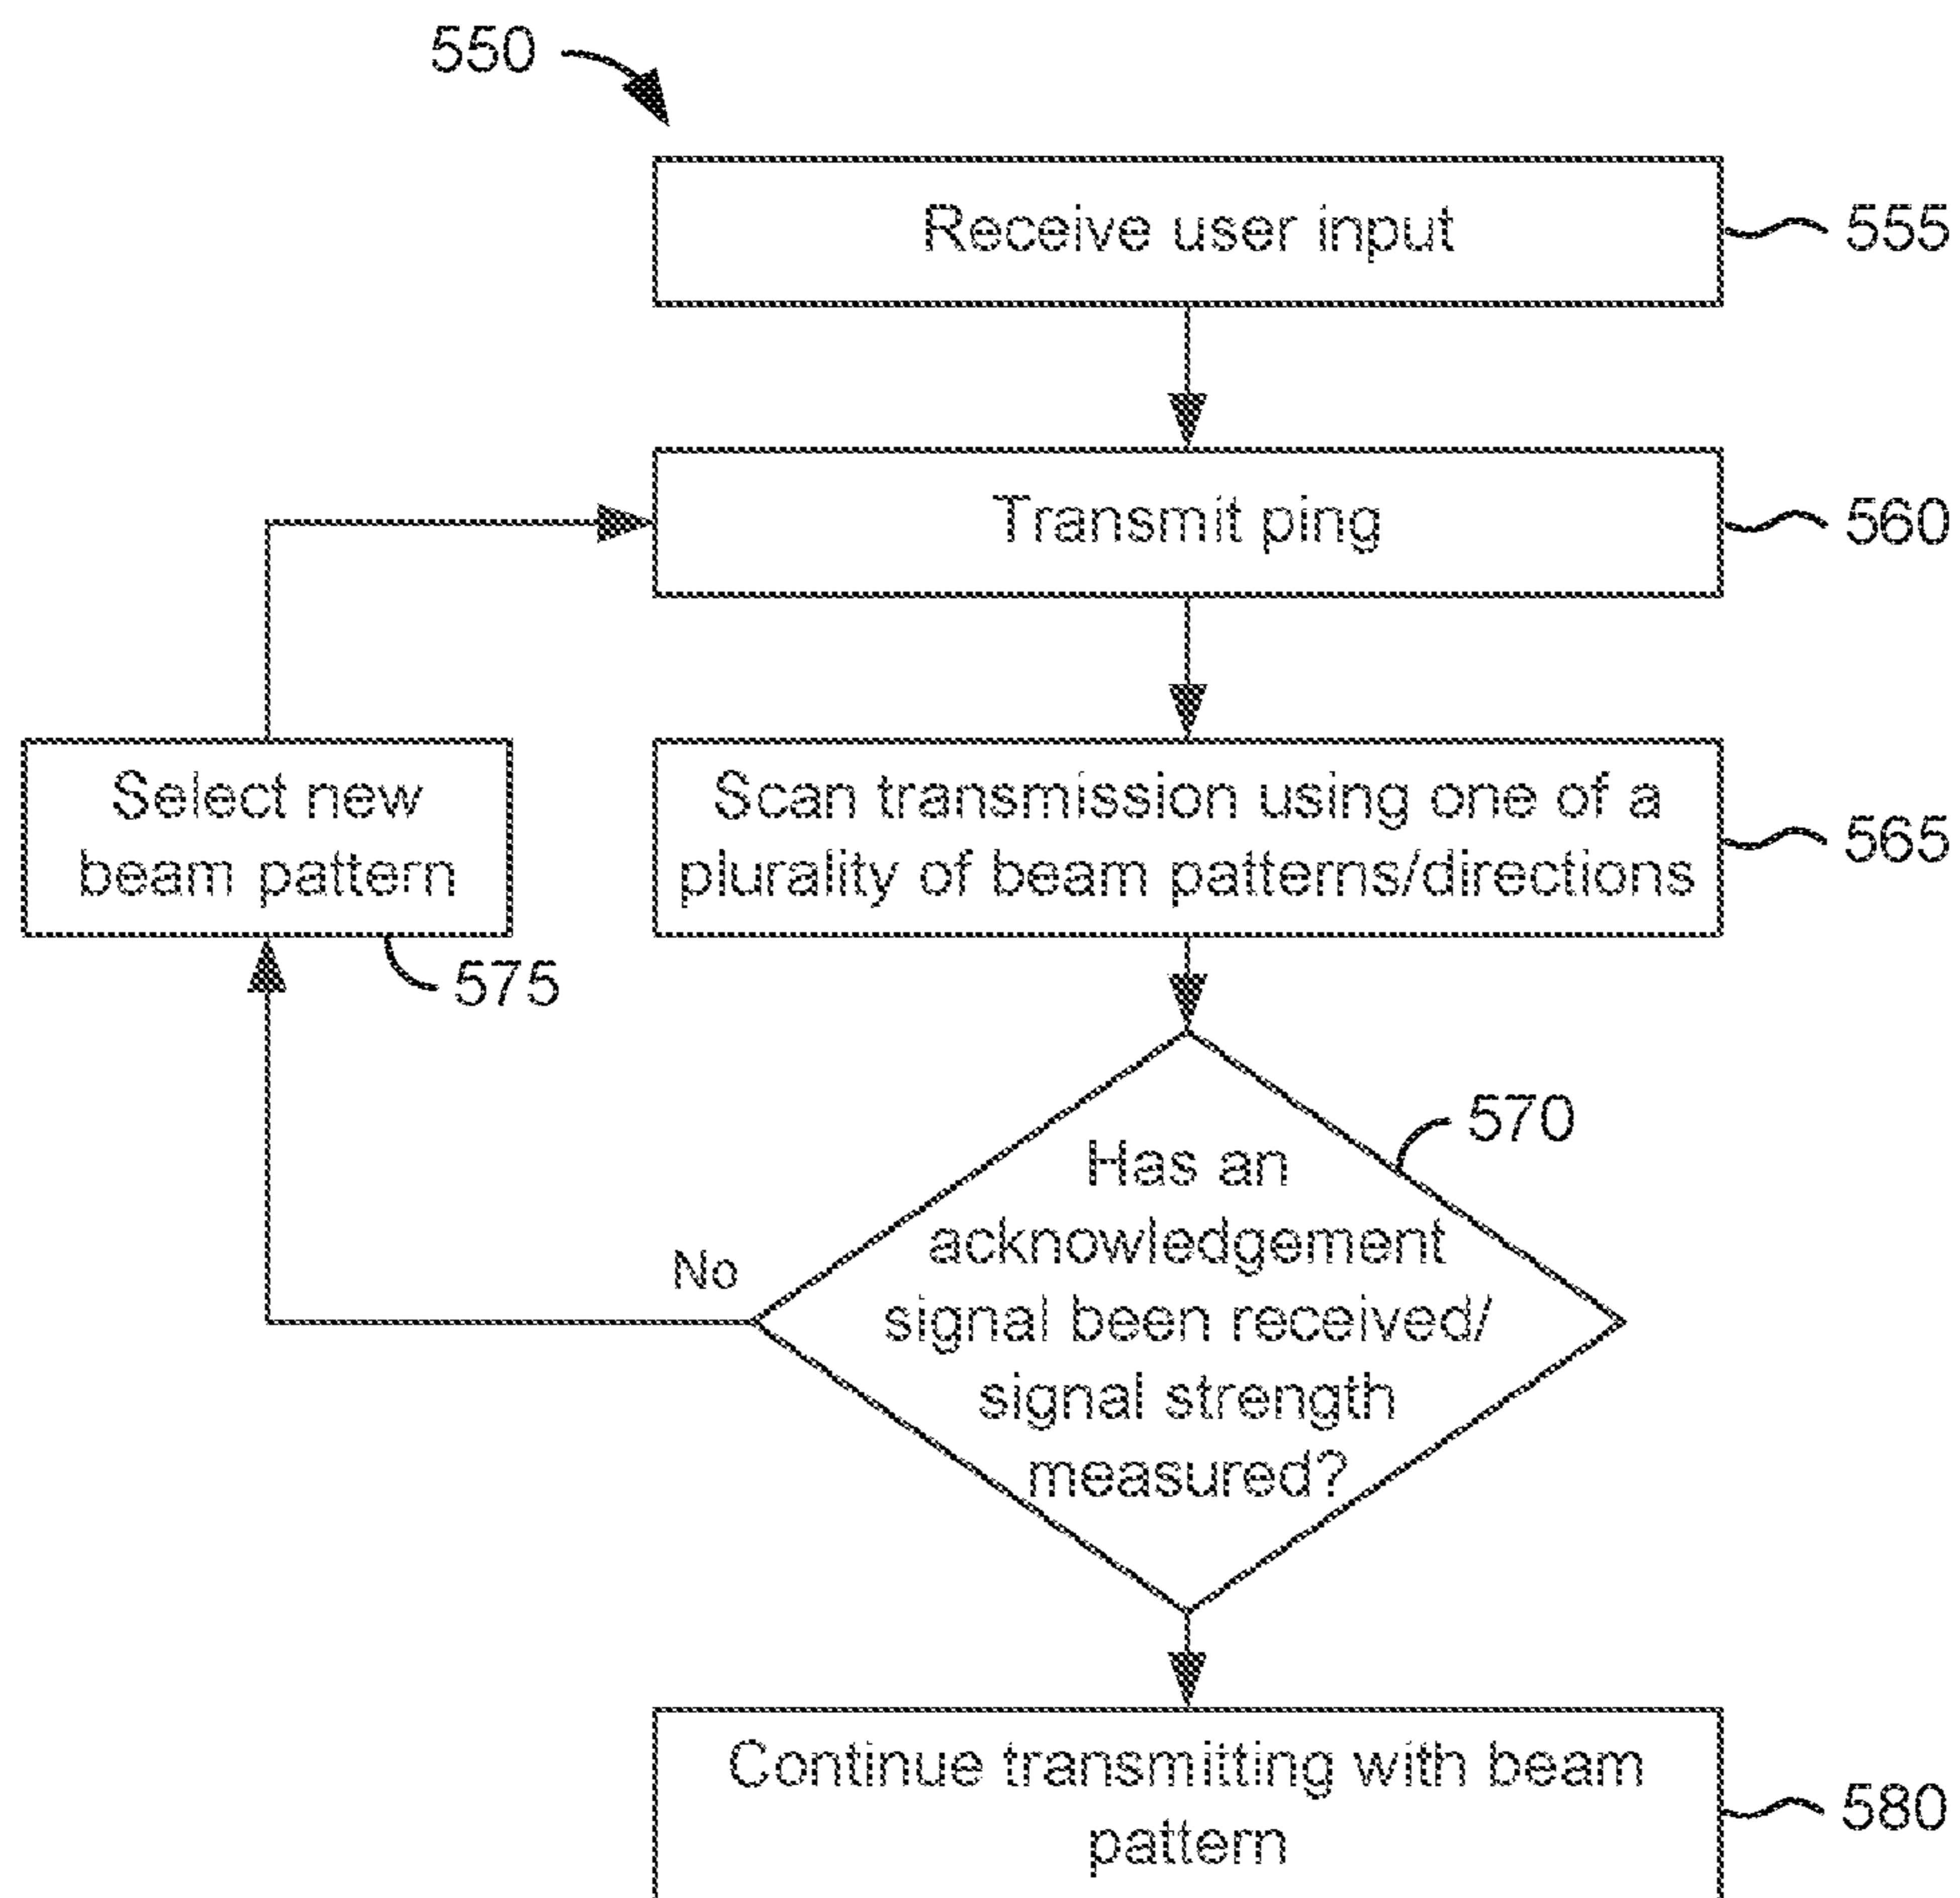 550
Receive user input
555
Transmit ping
560
Select new
beam pattern
575
Scan transmission using one of a
plurality of beam patterns/directions
565
Has an
acknowledgement
signal been received/
signal strength
measured?
570
No
Continue transmitting with beam
pattern
580